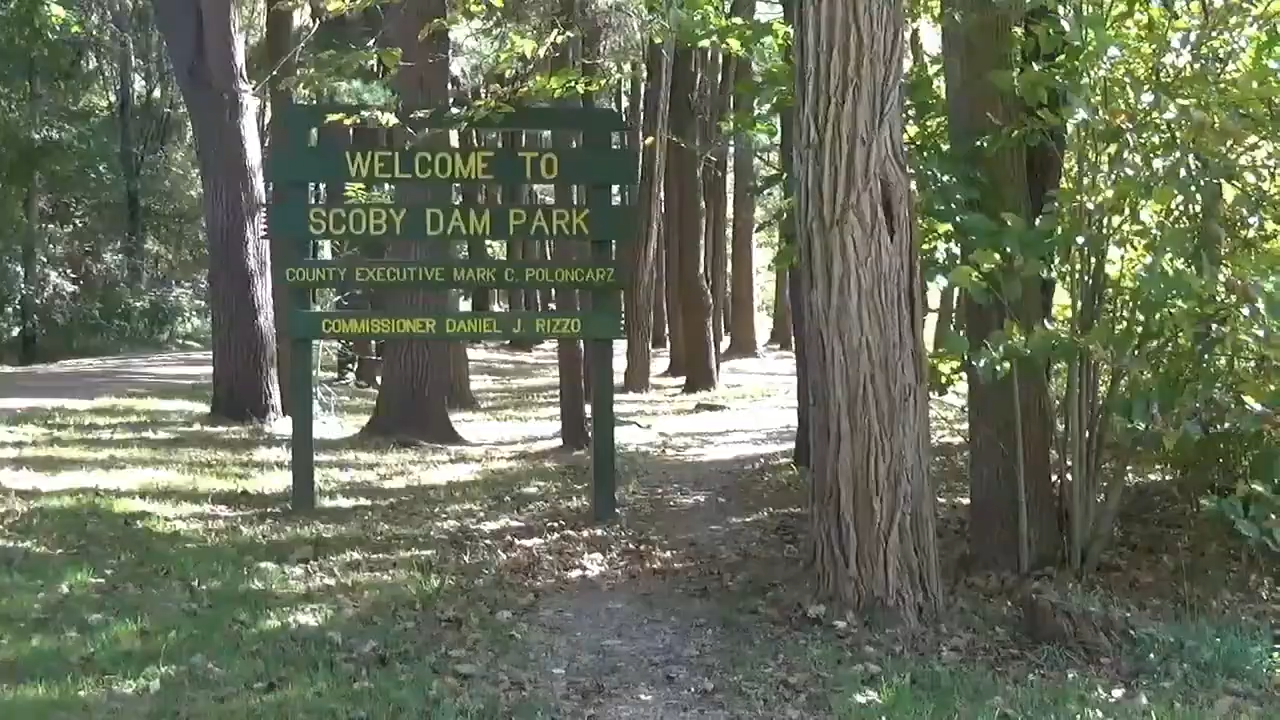 WELCOME TO
SCOBY DAM PARK
COUNTY EXECUTIVE MARK C. POLONCARZ
COMMISSIONER DANIEL J. RIZZO